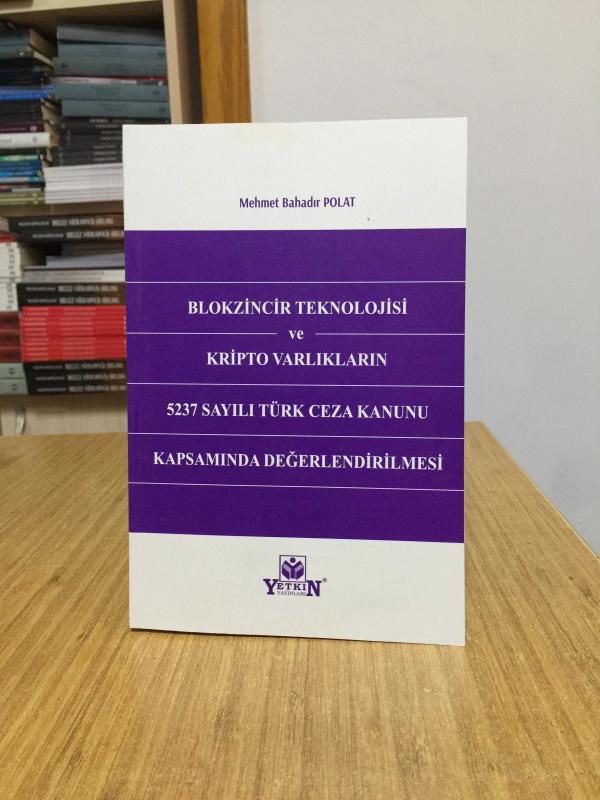 Mehmet Bahadır POLAT
BLOKZİNCİR TEKNOLOJİSİ
ve
KRİPTO VARLIKLARIN
5237 SAYILI TÜRK CEZA KANUNU
KAPSAMINDA DEĞERLENDİRİLMESİ
YETKİN®
YAYINLARI